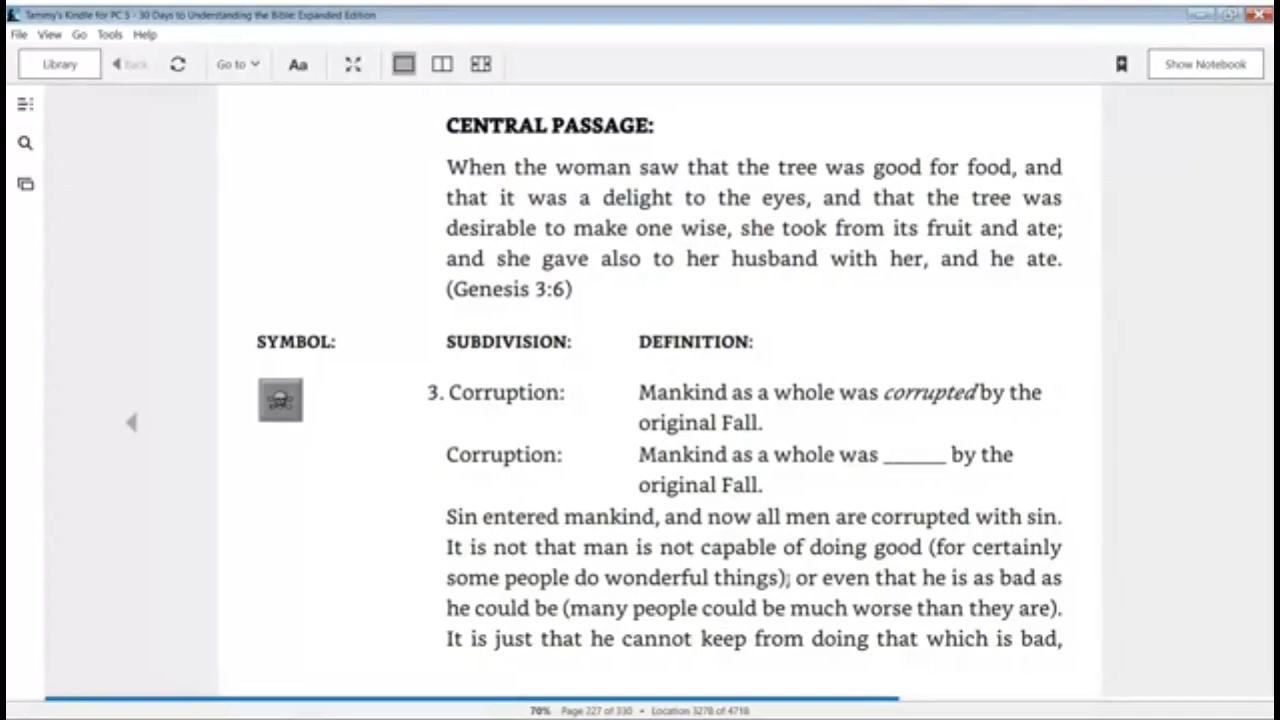 Tammy's Kindle for PC 5 - 30 Days to Understanding the Bible: Expanded Edition
File View Go Tools Help
Library Back Go to Aa Show Notebook
CENTRAL PASSAGE:
When the woman saw that the tree was good for food, and
that it was a delight to the eyes, and that the tree was
desirable to make one wise, she took from its fruit and ate;
and she gave also to her husband with her, and he ate.
(Genesis 3:6)
SYMBOL: SUBDIVISION: DEFINITION:
3. Corruption: Mankind as a whole was corrupted by the
original Fall.
Corruption: Mankind as a whole was ______ by the
original Fall.
Sin entered mankind, and now all men are corrupted with sin.
It is not that man is not capable of doing good (for certainly
some people do wonderful things); or even that he is as bad as
he could be (many people could be much worse than they are).
It is just that he cannot keep from doing that which is bad,
70% Page 227 of 330 • Location 3278 of 4718